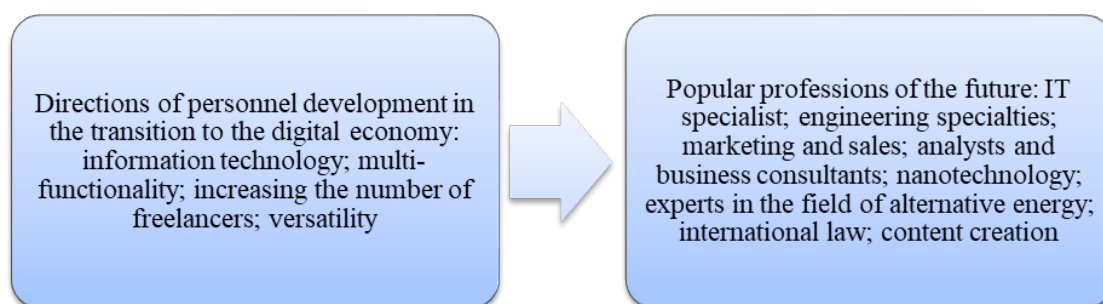 Directions of personnel development in
the transition to the digital economy:
information technology; multi-
functionality; increasing the number of
freelancers; versatility
Popular professions of the future: IT
specialist; engineering specialties;
marketing and sales; analysts and
business consultants; nanotechnology;
experts in the field of alternative energy;
international law; content creation